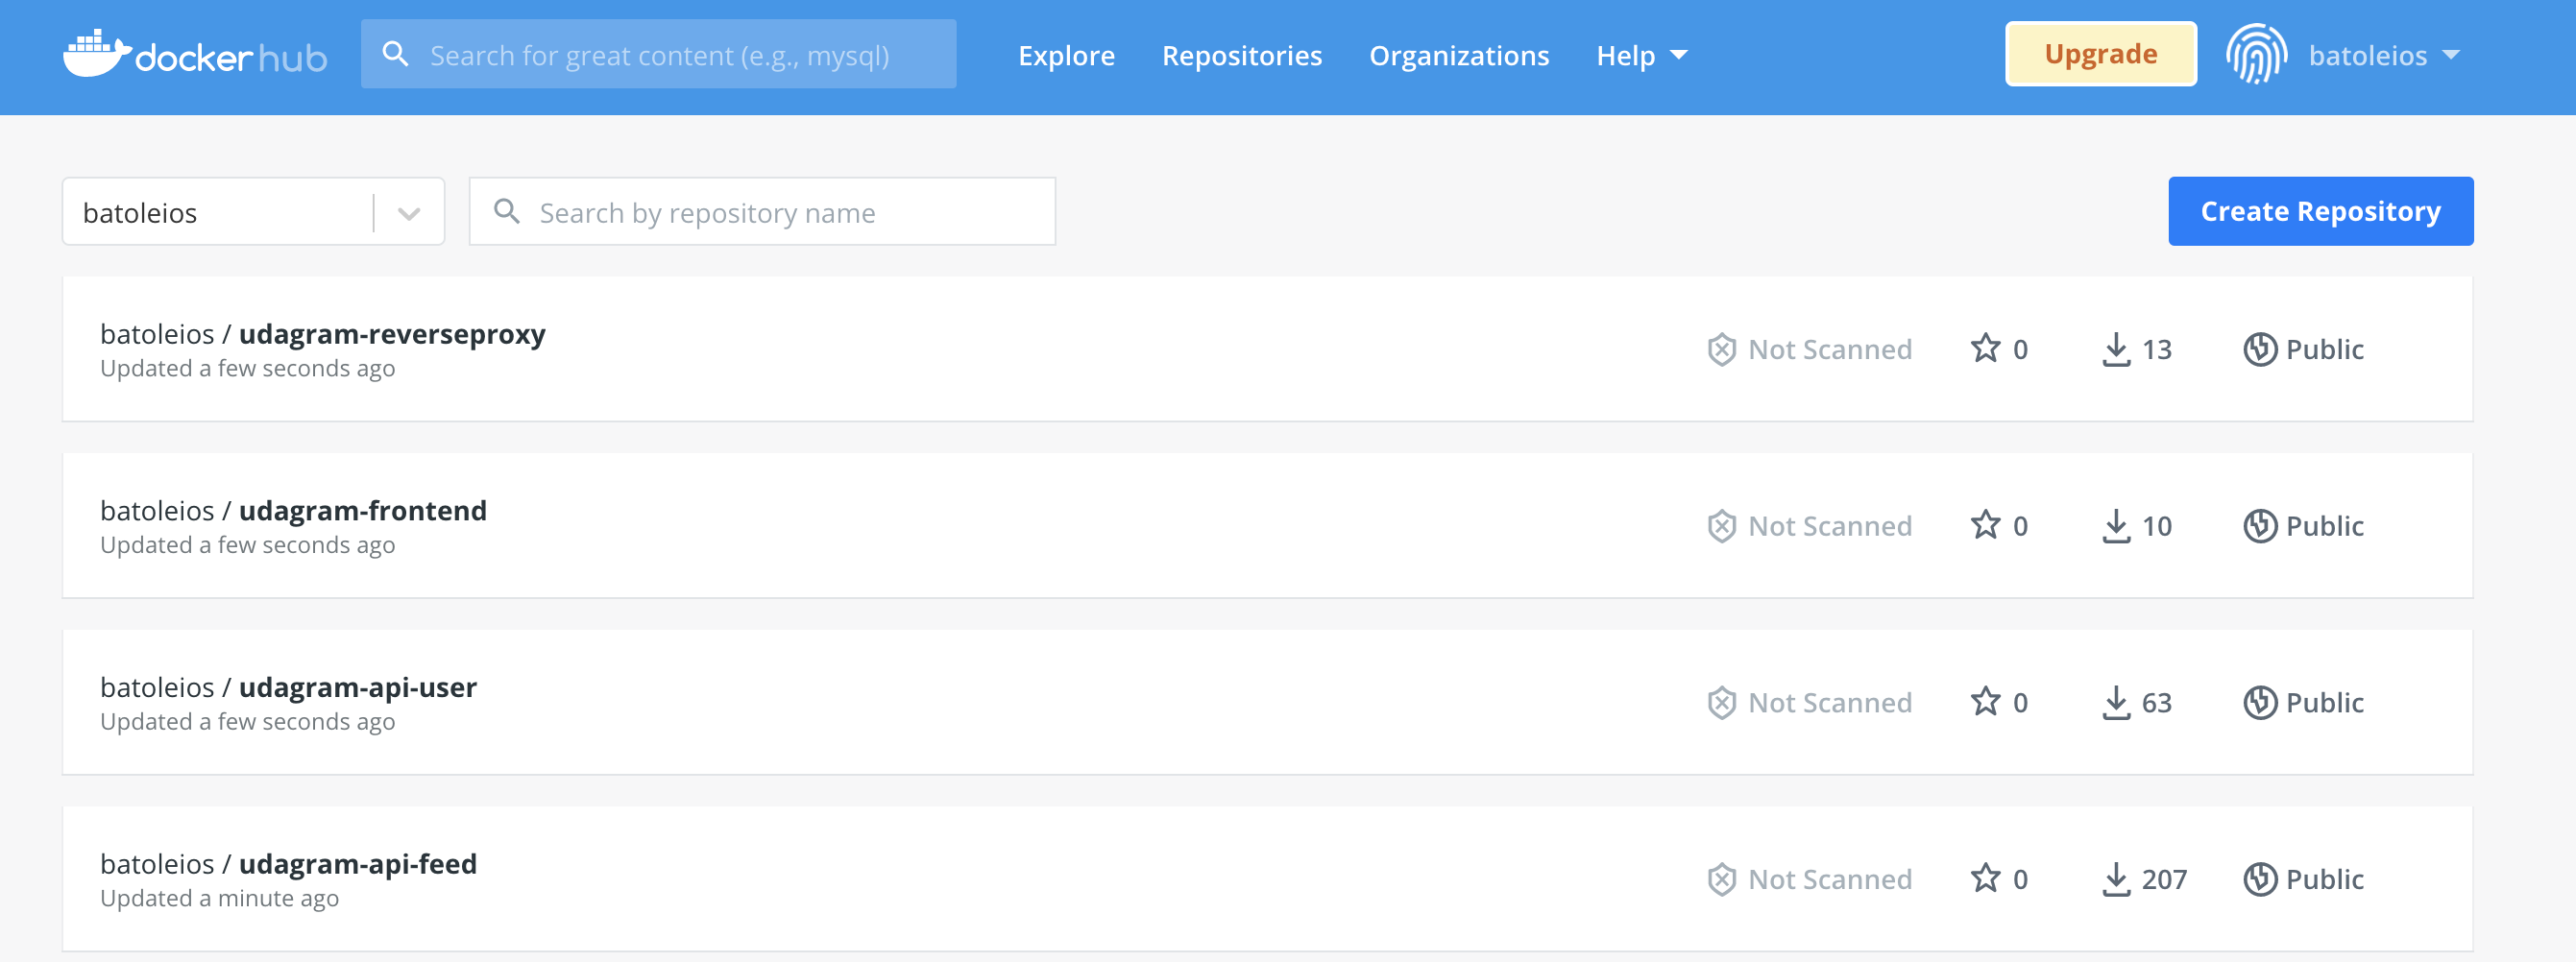 docker hub
Search for great content (e.g., mysql)
Explore Repositories Organizations Help
Upgrade
batoleios
batoleios
Search by repository name
Create Repository
batoleios / udagram-reverseproxy
Updated a few seconds ago
Not Scanned 0 13 Public
batoleios / udagram-frontend
Updated a few seconds ago
Not Scanned 0 10 Public
batoleios / udagram-api-user
Updated a few seconds ago
Not Scanned 0 63 Public
batoleios / udagram-api-feed
Updated a minute ago
Not Scanned 0 207 Public